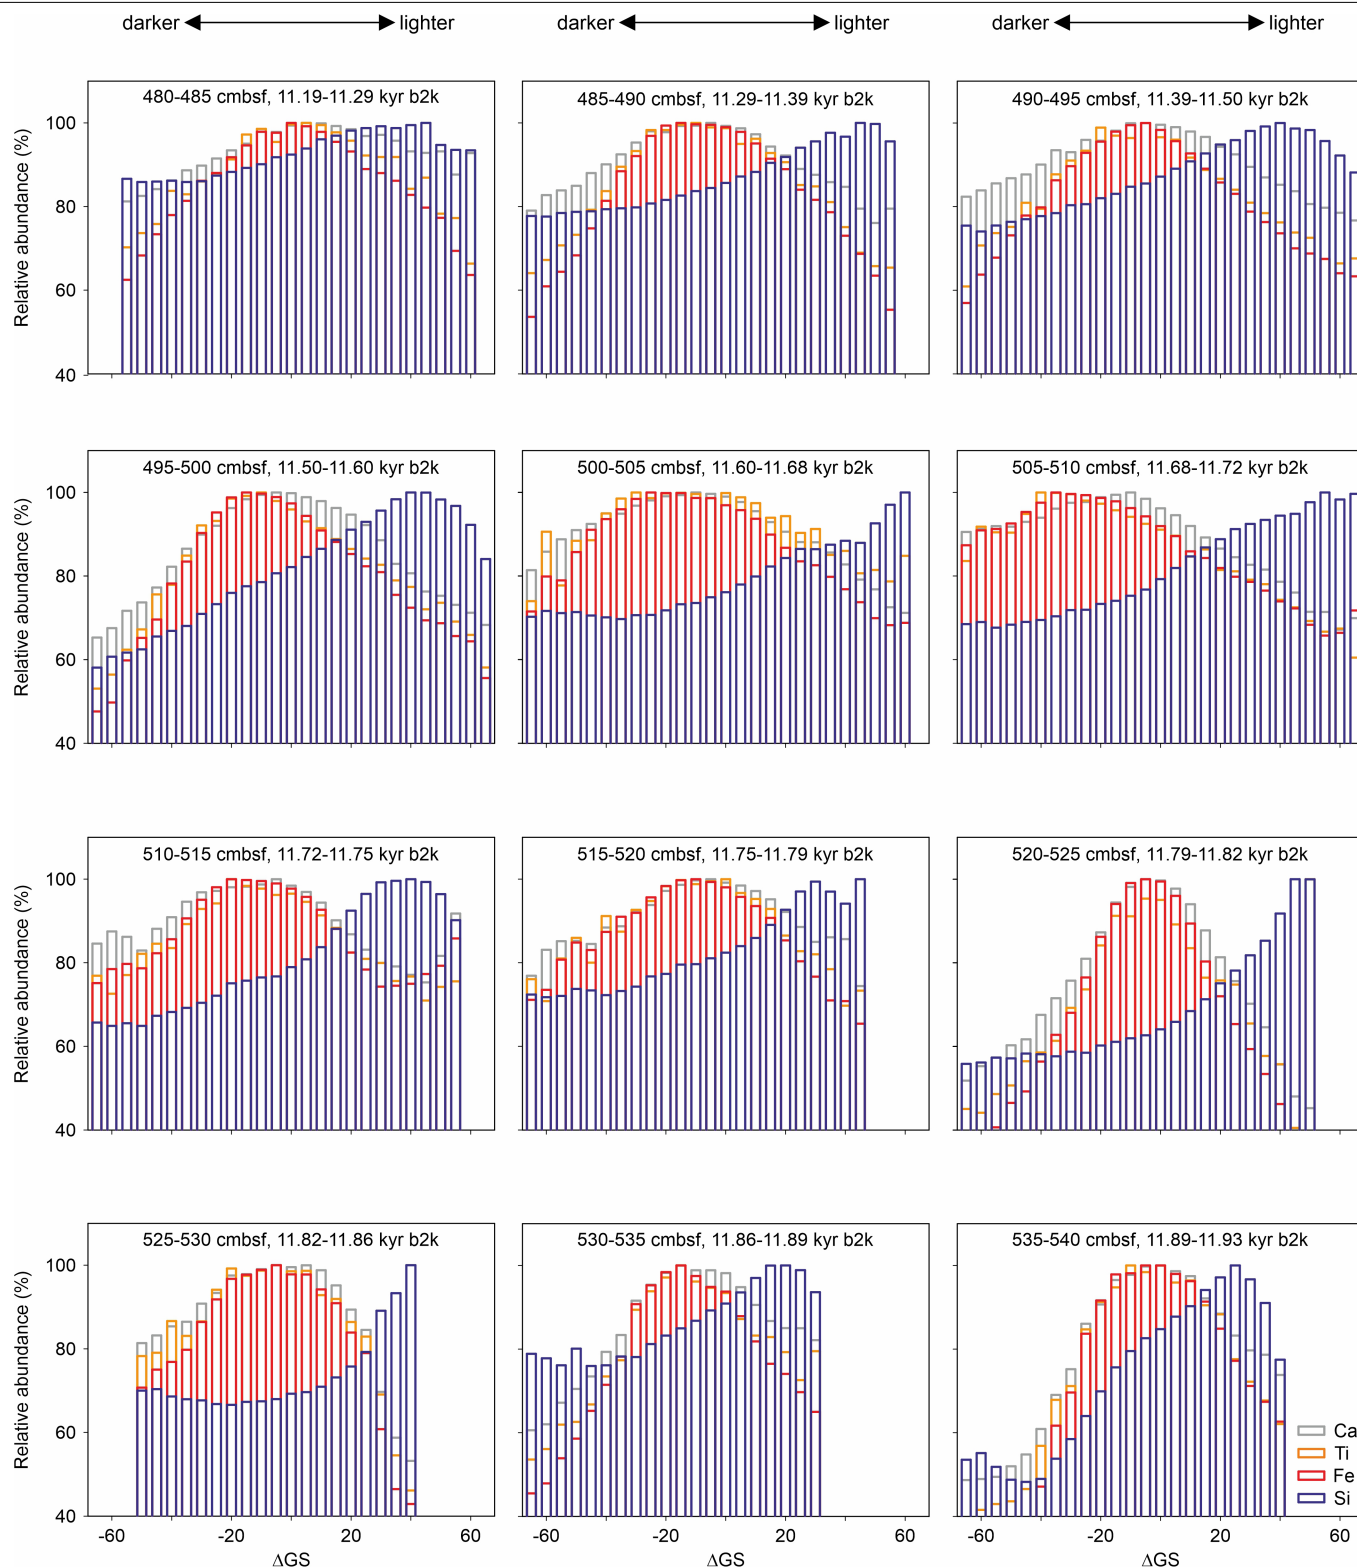 darker lighter darker lighter darker lighter
480-485 cmbsf, 11.19-11.29 kyr b2k
485-490 cmbsf, 11.29-11.39 kyr b2k
490-495 cmbsf, 11.39-11.50 kyr b2k
Relative abundance (%)
100
80
60
40
495-500 cmbsf, 11.50-11.60 kyr b2k
500-505 cmbsf, 11.60-11.68 kyr b2k
505-510 cmbsf, 11.68-11.72 kyr b2k
Relative abundance (%)
100
80
60
40
510-515 cmbsf, 11.72-11.75 kyr b2k
515-520 cmbsf, 11.75-11.79 kyr b2k
520-525 cmbsf, 11.79-11.82 kyr b2k
Relative abundance (%)
100
80
60
40
525-530 cmbsf, 11.82-11.86 kyr b2k
530-535 cmbsf, 11.86-11.89 kyr b2k
535-540 cmbsf, 11.89-11.93 kyr b2k
Relative abundance (%)
100
80
60
40
Ca
Ti
Fe
Si
-60 -20 20 60 -60 -20 20 60 -60 -20 20 60
ΔGS ΔGS ΔGS